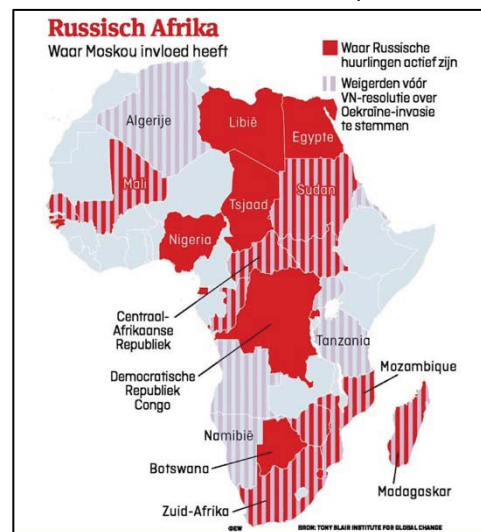 Russisch Afrika
Waar Moskou invloed heeft
Waar Russische
huurlingen actief zijn
Weigerden vóór
VN-resolutie over
Oekraïne-invasie
te stemmen
Algerije
Libië
Egypte
Mali
Tsjaad
Sudan
Nigeria
Centraal-
Afrikaanse
Republiek
Tanzania
Democratische
Republiek
Congo
Mozambique
Namibië
Botswana
Madagaskar
Zuid-Afrika
©EW
BRON: TONY BLAIR INSTITUTE FOR GLOBAL CHANGE